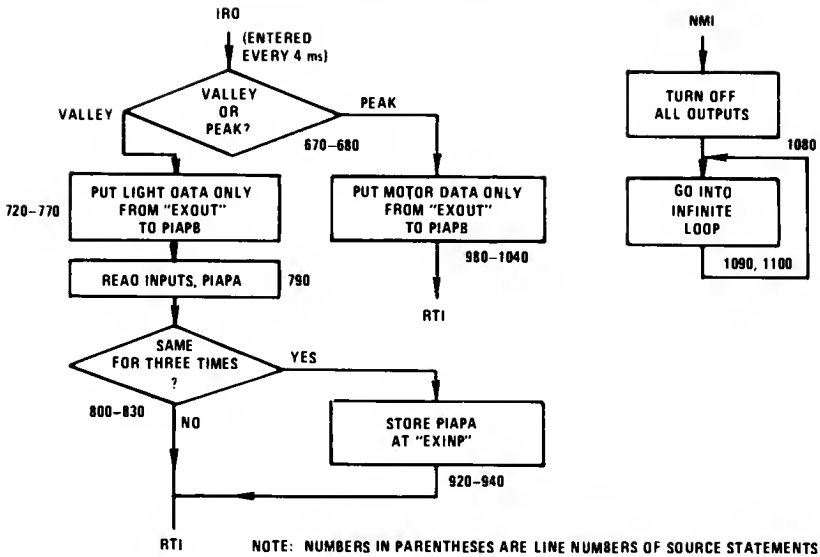 IRO
(ENTERED
EVERY 4 ms)
VALLEY
OR
PEAK?
VALLEY
PEAK
670-680
PUT LIGHT DATA ONLY
FROM "EXOUT"
TO PIAPB
720-770
PUT MOTOR DATA ONLY
FROM "EXOUT"
TO PIAPB
980-1040
RTI
READ INPUTS, PIAPA
790
SAME
FOR THREE TIMES
?
YES
800-830
NO
STORE PIAPA
AT "EXINP"
920-940
RTI
NMI
TURN OFF
ALL OUTPUTS
1080
GO INTO
INFINITE
LOOP
1090, 1100
NOTE: NUMBERS IN PARENTHESES ARE LINE NUMBERS OF SOURCE STATEMENTS